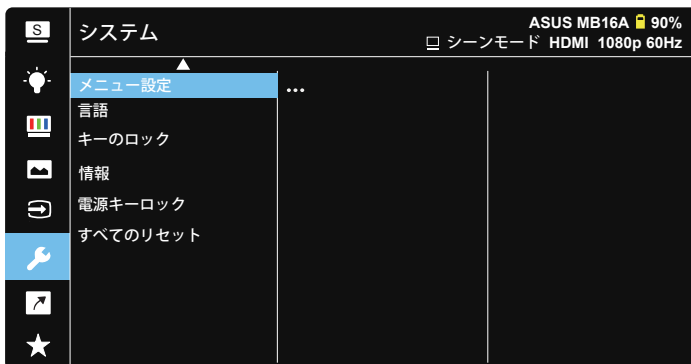 S
システム
ASUS MB16A 90%
シーンモード HDMI 1080p 60Hz
メニュー設定
...
言語
キーのロック
情報
電源キーロック
すべてのリセット